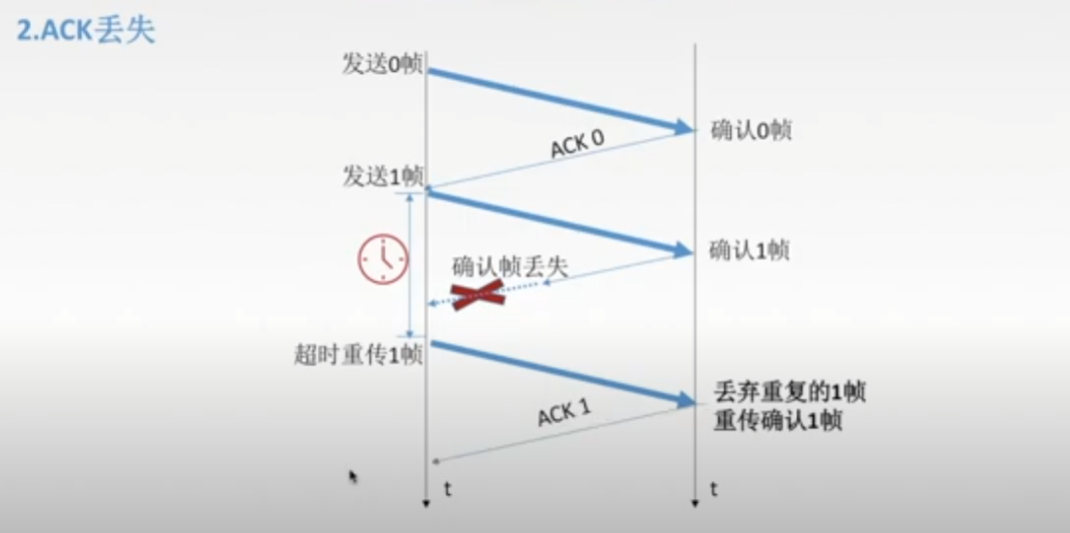 2.ACK丢失
发送0帧
确认0帧
ACK 0
发送1帧
确认1帧
确认帧丢失
超时重传1帧
丢弃重复的1帧
重传确认1帧
ACK 1
t
t